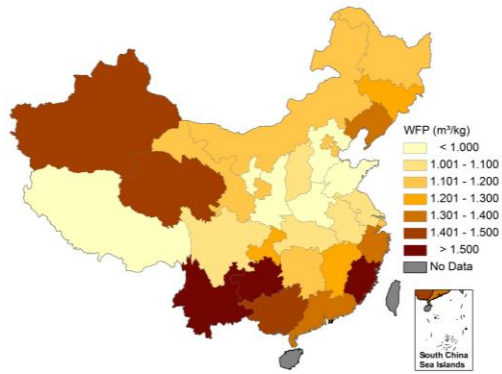 WFP (m³/kg)
< 1.000
1.001 - 1.100
1.101 - 1.200
1.201 - 1.300
1.301 - 1.400
1.401 - 1.500
> 1.500
No Data
South China
Sea Islands